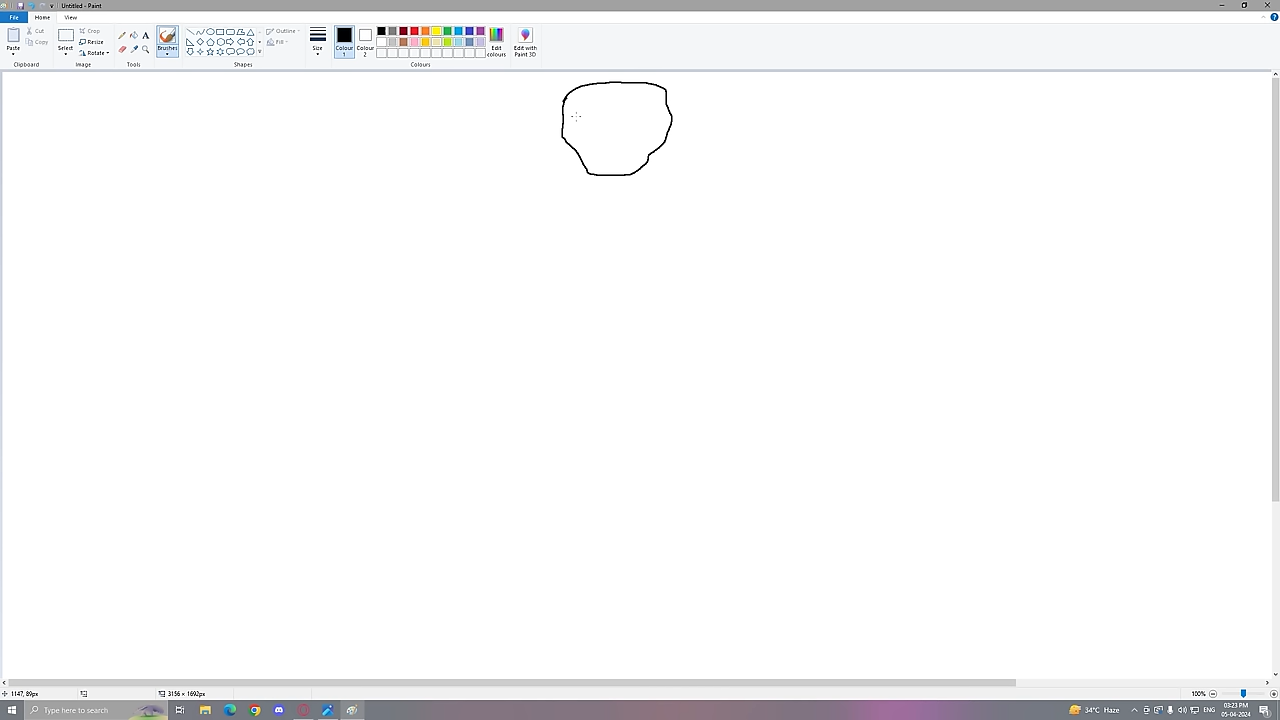 Untitled - Paint
File Home View
Paste Cut Copy Clipboard
Select Crop Resize Rotate Image
A Tools
Brushes
Shapes Outline Fill
Size
Colour 1 Colour 2 Edit colours Colours
Edit with Paint 3D
1147, 89px 3156 × 1692px 100%
Type here to search 34°C Haze ENG 03:23 PM
05-04-2024